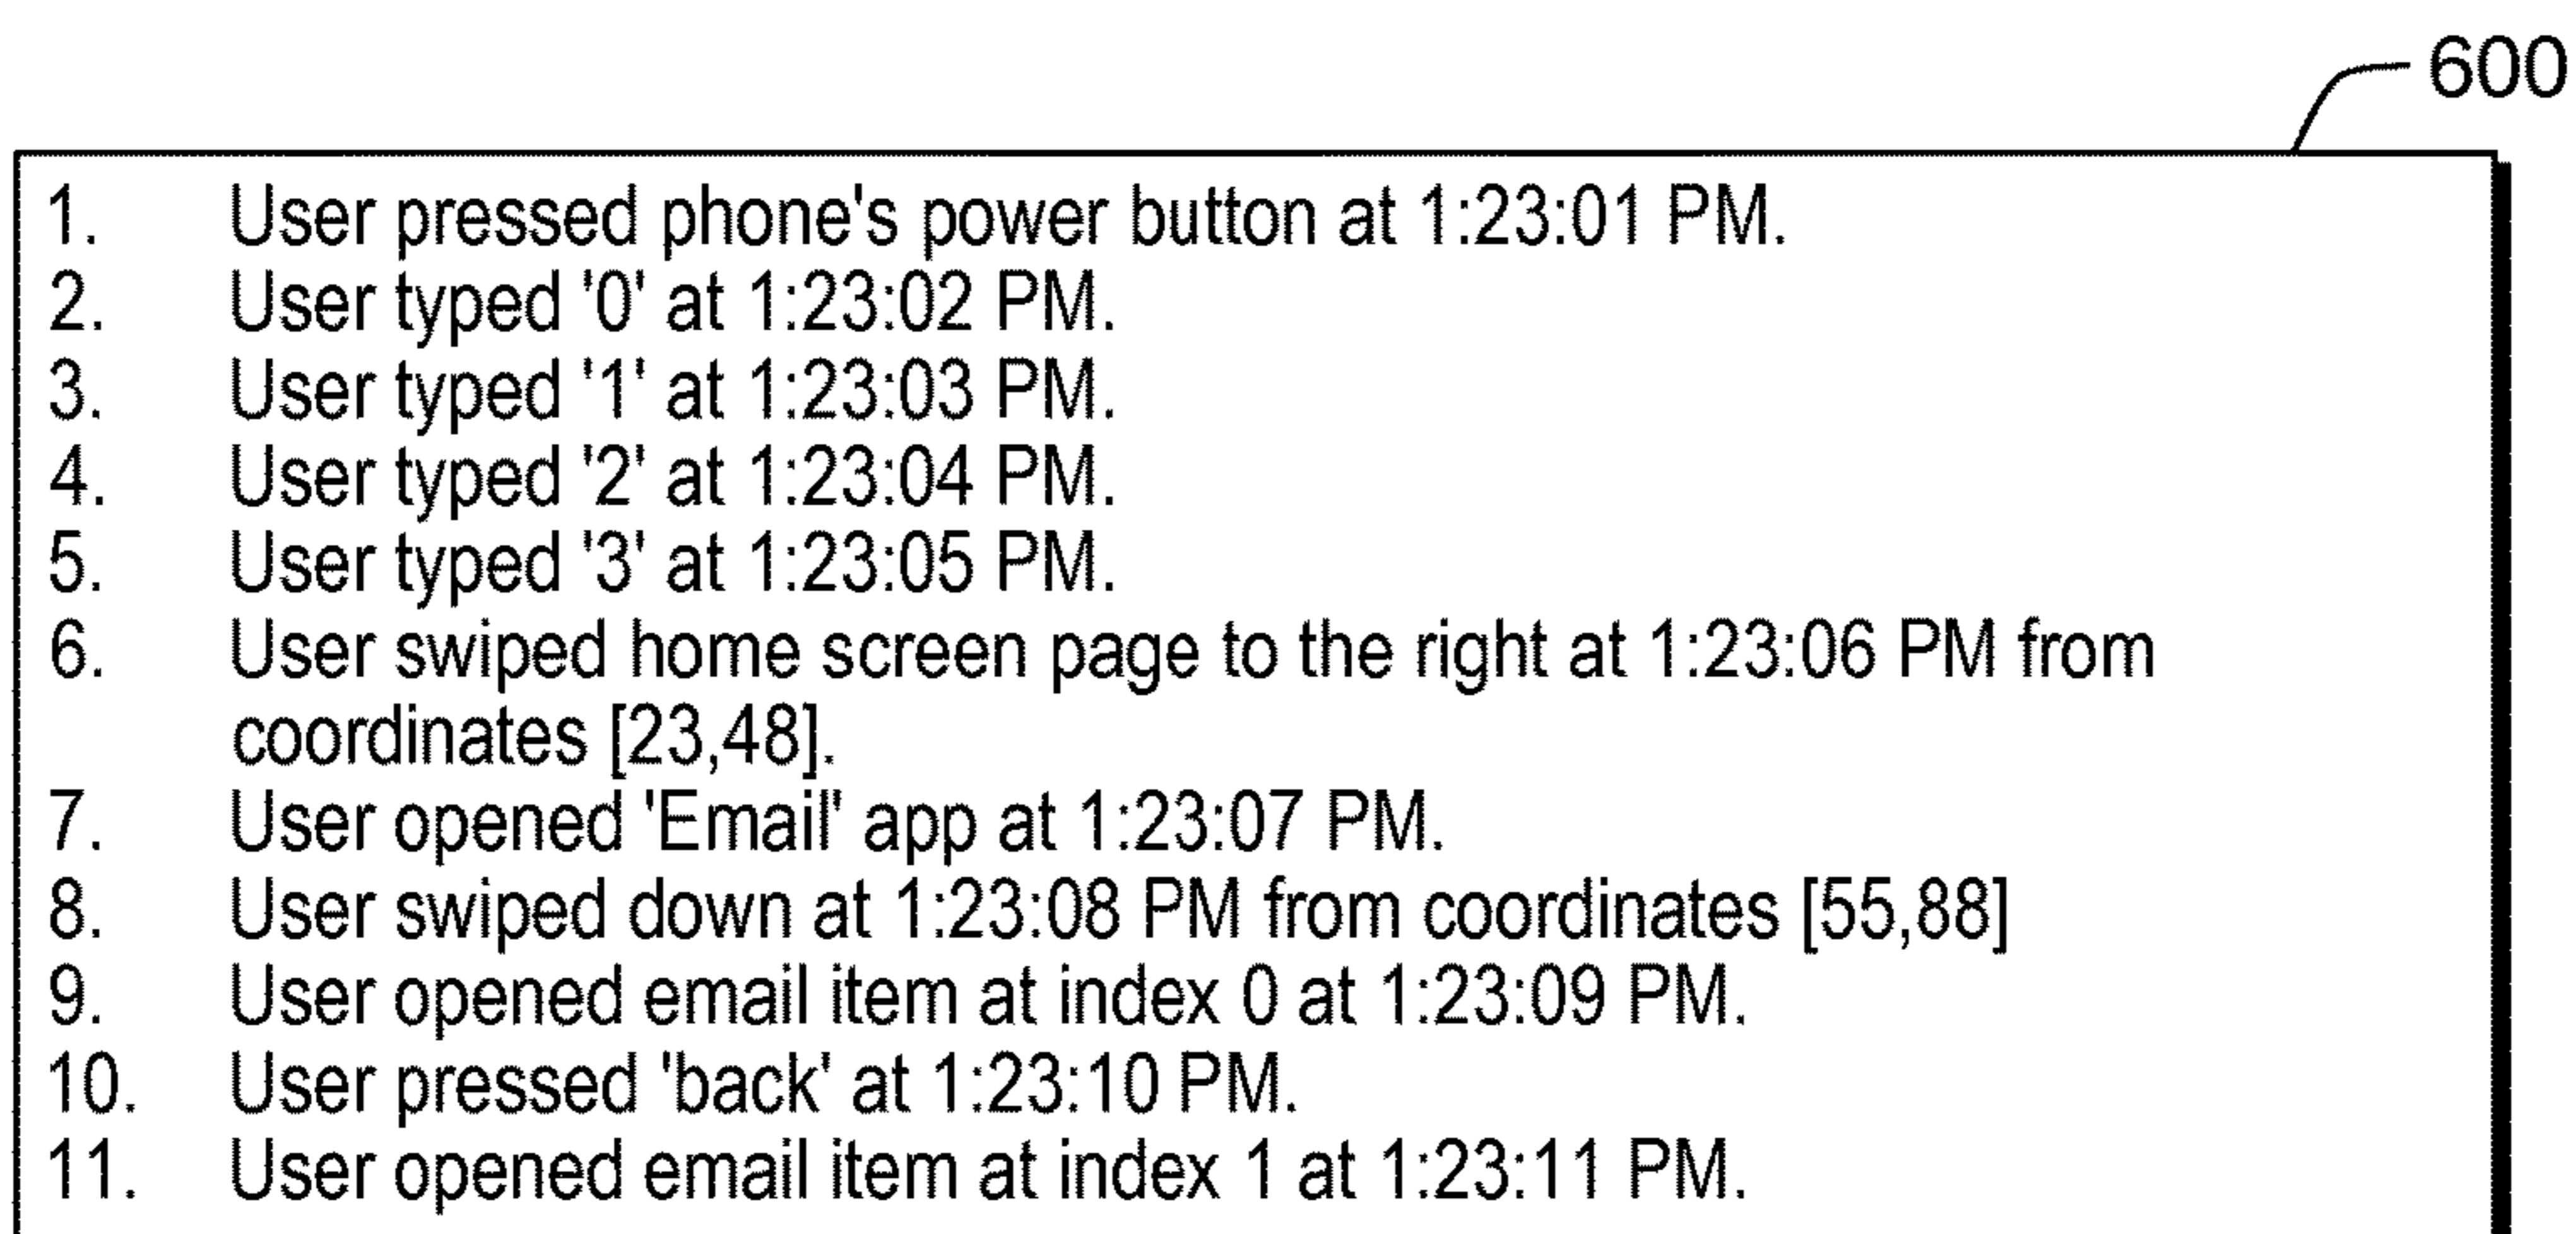 600
1. User pressed phone's power button at 1:23:01 PM.
2. User typed '0' at 1:23:02 PM.
3. User typed '1' at 1:23:03 PM.
4. User typed '2' at 1:23:04 PM.
5. User typed '3' at 1:23:05 PM.
6. User swiped home screen page to the right at 1:23:06 PM from
coordinates [23,48].
7. User opened 'Email' app at 1:23:07 PM.
8. User swiped down at 1:23:08 PM from coordinates [55,88]
9. User opened email item at index 0 at 1:23:09 PM.
10. User pressed 'back' at 1:23:10 PM.
11. User opened email item at index 1 at 1:23:11 PM.